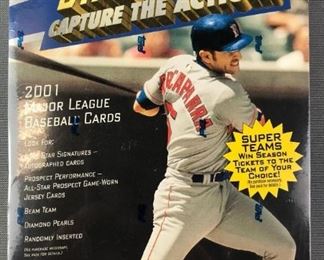 CAPTURE THE ACTION
2001
MAJOR LEAGUE
BASEBALL CARDS
LOOK FOR:
SIGNATURES –
AUTOGRAPHED CARDS
PROSPECT PERFORMANCE –
ALL-STAR PROSPECT GAME-WORN
JERSEY CARDS
BEAM TEAM
DIAMOND PEARLS
RANDOMLY INSERTED
SUPER
TEAMS
WIN SEASON
TICKETS TO THE
TEAM OF YOUR
CHOICE!
5